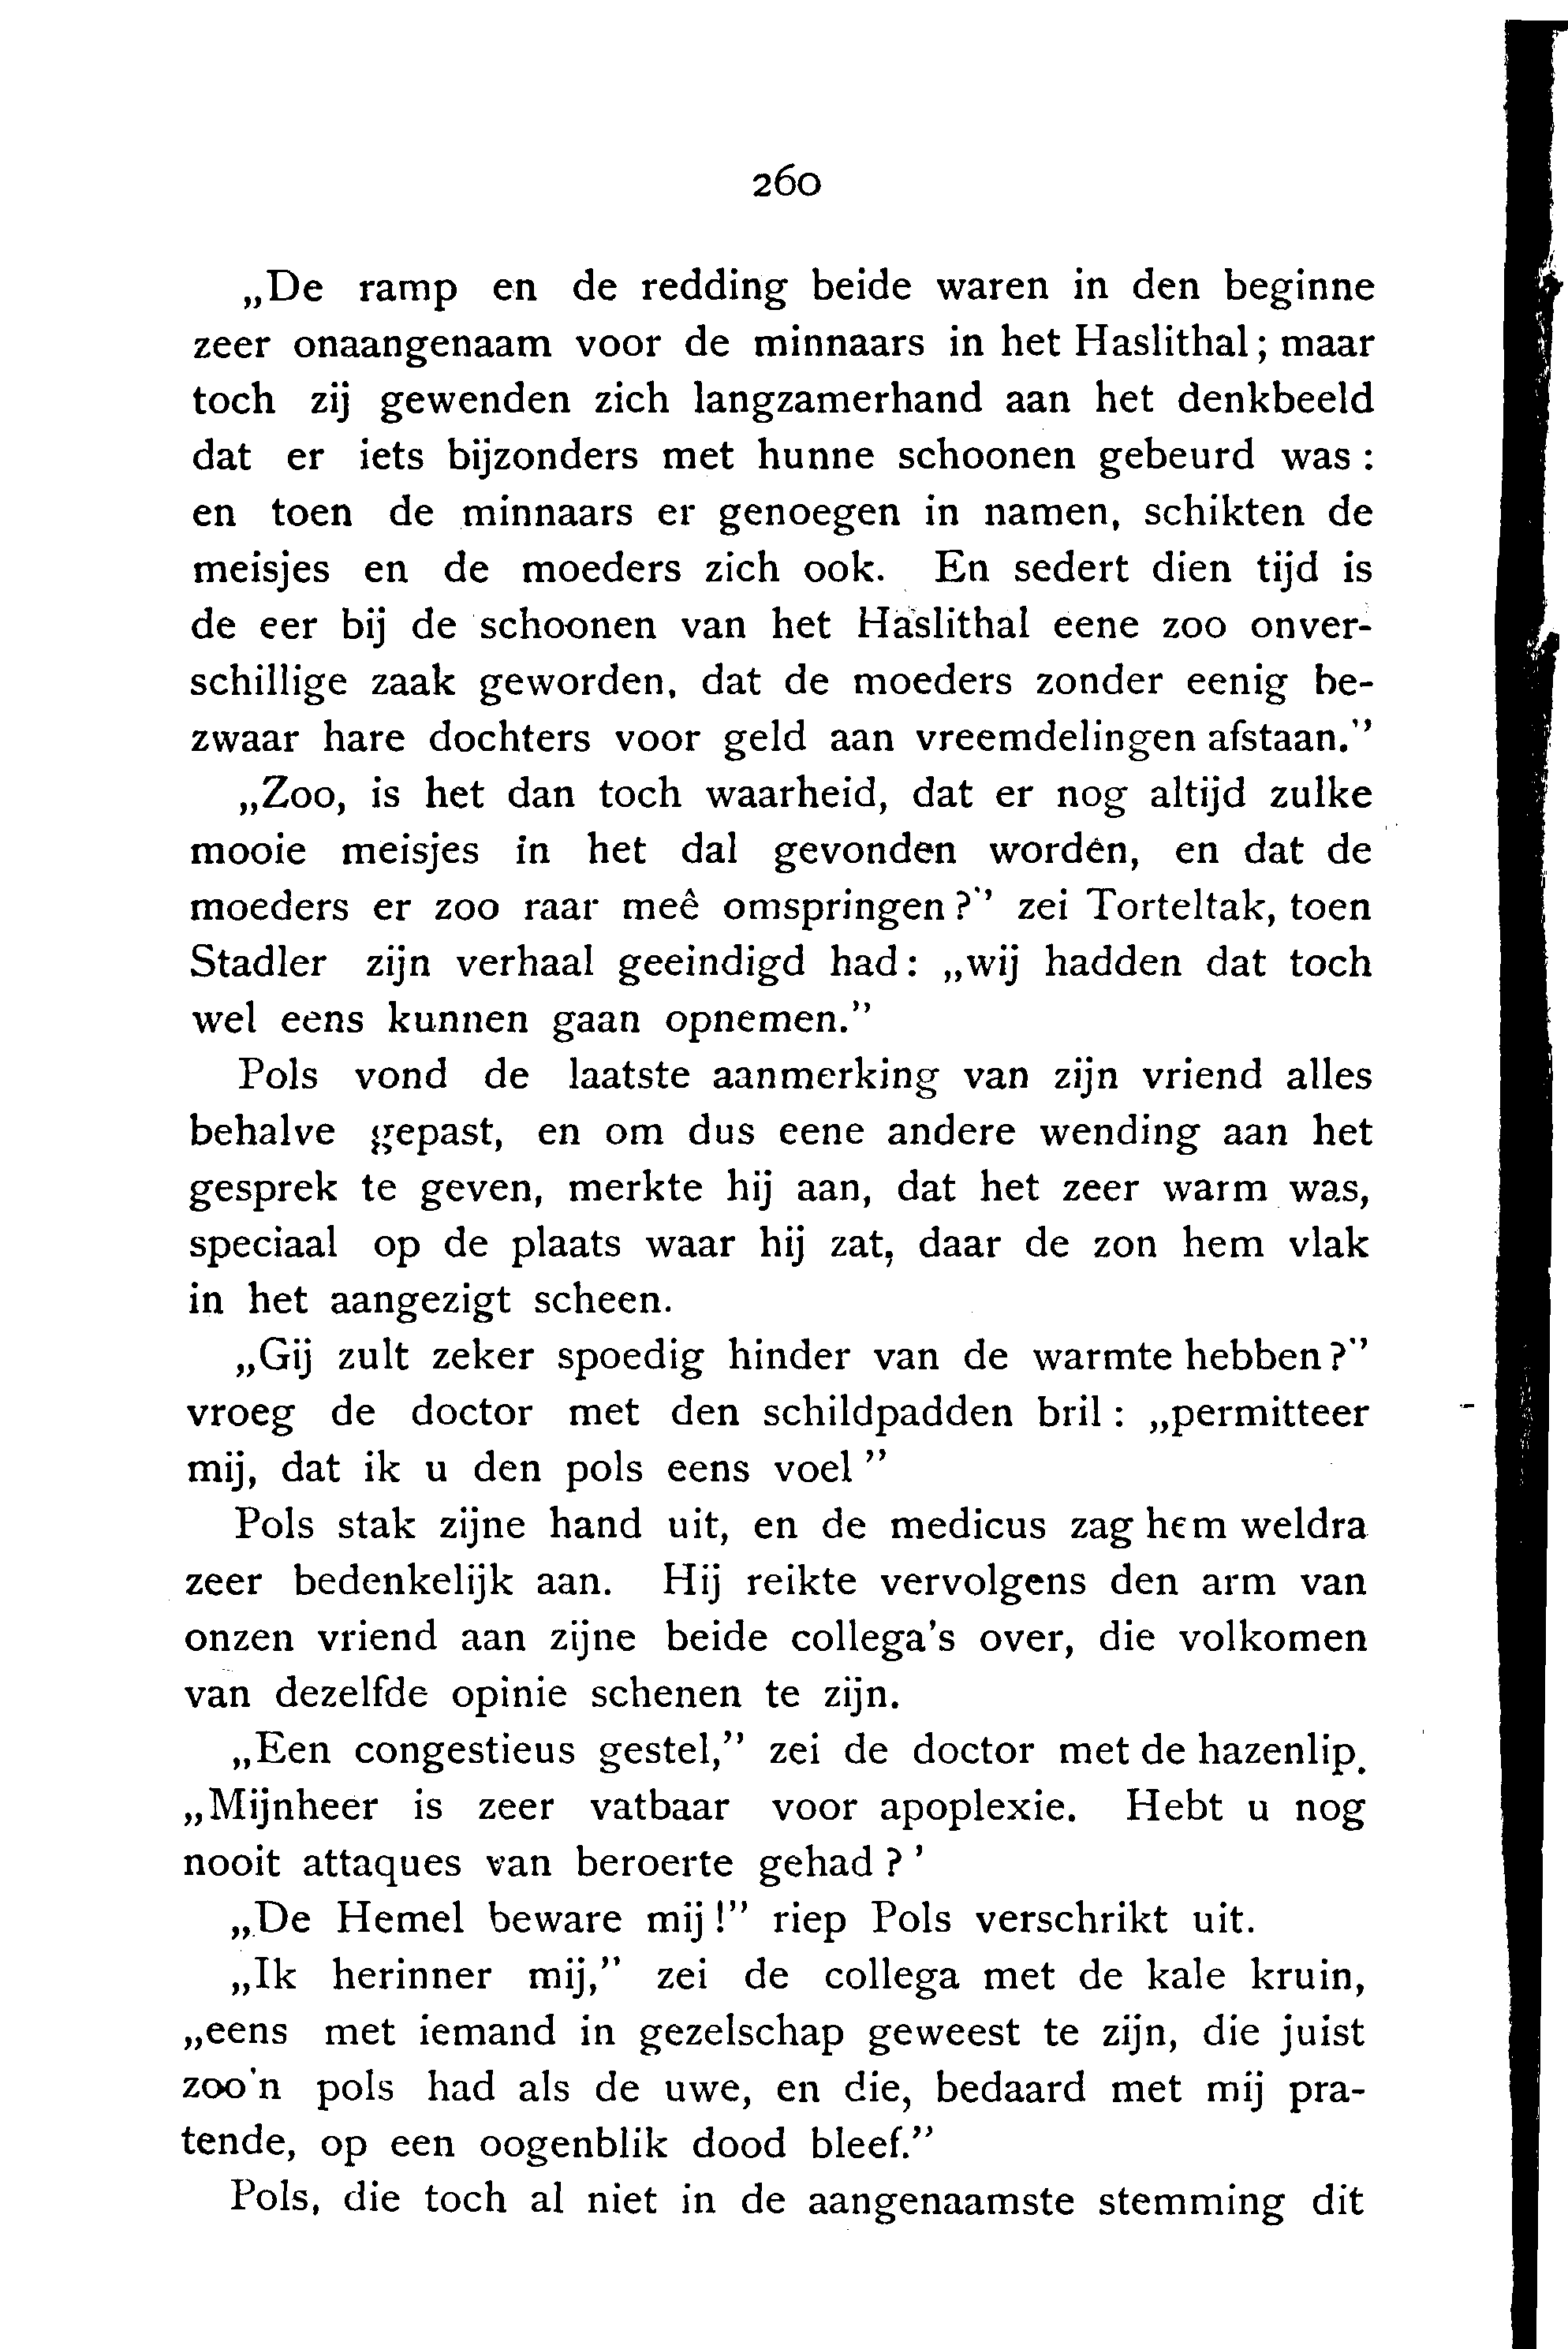 260
„De ramp en de redding beide waren in den beginne
zeer onaangenaam voor de minnaars in het Haslithal; maar
toch zij gewenden zich langzamerhand aan het denkbeeld
dat er iets bijzonders met hunne schoonen gebeurd was :
en toen de minnaars er genoegen in namen, schikten de
meisjes en de moeders zich ook. En sedert dien tijd is
de eer bij de schoonen van het Haslithal eene zoo onver-
schillige zaak geworden, dat de moeders zonder eenig be-
zwaar hare dochters voor geld aan vreemdelingen afstaan."
„Zoo, is het dan toch waarheid, dat er nog altijd zulke
mooie meisjes in het dal gevonden worden, en dat de
moeders er zoo raar meê omspringen?" zei Torteltak, toen
Stadler zijn verhaal geeindigd had: „wij hadden dat toch
wel eens kunnen gaan opnemen."
Pols vond de laatste aanmerking van zijn vriend alles
behalve gepast, en om dus eene andere wending aan het
gesprek te geven, merkte hij aan, dat het zeer warm was,
speciaal op de plaats waar hij zat, daar de zon hem vlak
in het aangezigt scheen.
„Gij zult zeker spoedig hinder van de warmte hebben?"
vroeg de doctor met den schildpadden bril : „permitteer
mij, dat ik u den pols eens voel "
Pols stak zijne hand uit, en de medicus zag hem weldra
zeer bedenkelijk aan. Hij reikte vervolgens den arm van
onzen vriend aan zijne beide collega's over, die volkomen
van dezelfde opinie schenen te zijn.
„Een congestieus gestel," zei de doctor met de hazenlip.
„Mijnheer is zeer vatbaar voor apoplexie. Hebt u nog
nooit attaques van beroerte gehad ? '
„De Hemel beware mij !" riep Pols verschrikt uit.
„Ik herinner mij," zei de collega met de kale kruin,
„eens met iemand in gezelschap geweest te zijn, die juist
zoo'n pols had als de uwe, en die, bedaard met mij pra-
tende, op een oogenblik dood bleef."
Pols, die toch al niet in de aangenaamste stemming dit